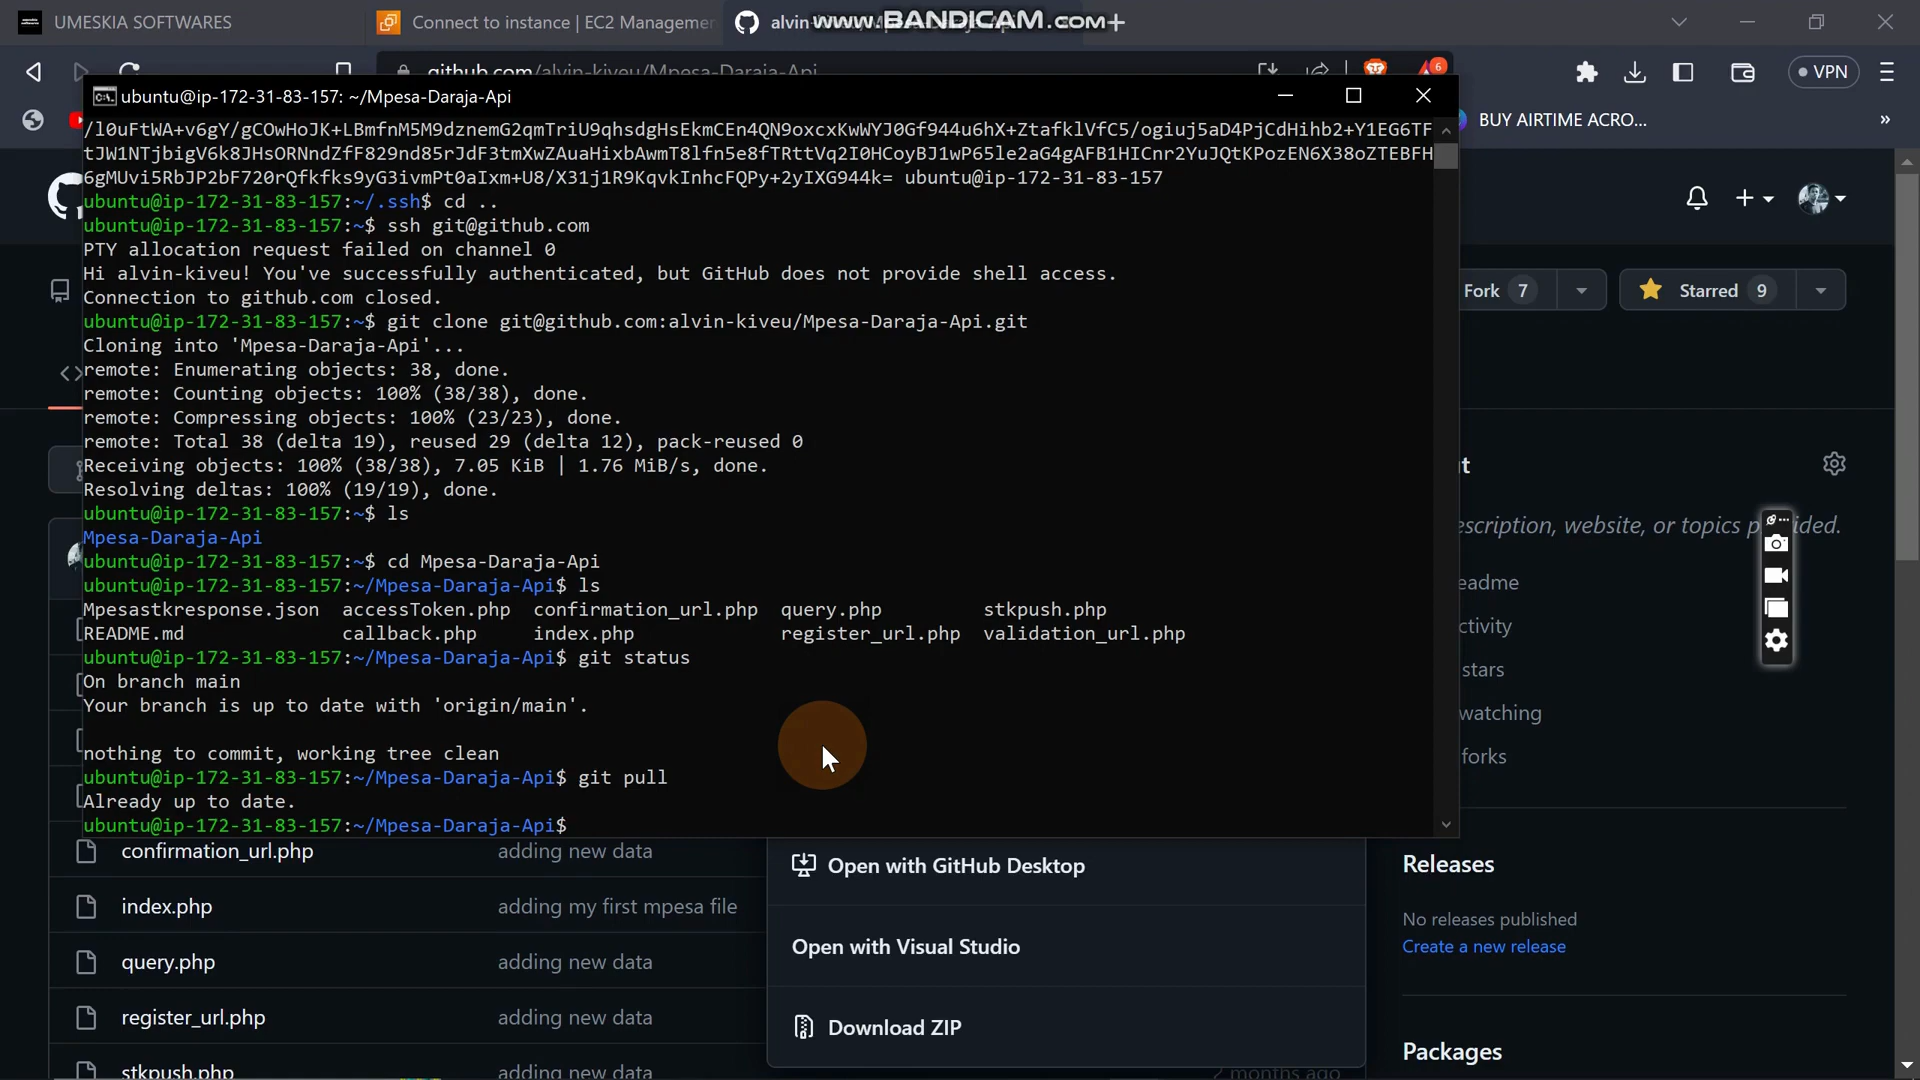 UMESKIA SOFTWARES
Connect to instance | EC2 Managemen
alvin-
www.BANDICAM.com
github.com/alvin-kiveu/Mpesa-Daraja-Api
6
VPN
BUY AIRTIME ACRO...
»
ubuntu@ip-172-31-83-157: ~/Mpesa-Daraja-Api
/l0uFtWA+v6gY/gCOwHoJK+LBmfnM5M9dznemG2qmTriU9qhsdgHsEkmCEn4QN9oxcxKwWYJ0Gf944u6hX+ZtafklVfC5/ogiuj5aD4PjCdHihb2+Y1EG6TF
tJW1NTjbigV6k8JHsORNndZfF829nd85rJdF3tmXwZAuaHixbAwmT8lfn5e8fTRttVq2I0HCoyBJ1wP65le2aG4gAFB1HICnr2YuJQtKPozEN6X38oZTEBFH
6gMUvi5RbJP2bF720rQfkfks9yG3ivmPt0aIxm+U8/X31j1R9KqvkInhcFQPy+2yIXG944k= ubuntu@ip-172-31-83-157
ubuntu@ip-172-31-83-157:~/.ssh$ cd ..
ubuntu@ip-172-31-83-157:~$ ssh git@github.com
PTY allocation request failed on channel 0
Hi alvin-kiveu! You've successfully authenticated, but GitHub does not provide shell access.
Connection to github.com closed.
ubuntu@ip-172-31-83-157:~$ git clone git@github.com:alvin-kiveu/Mpesa-Daraja-Api.git
Cloning into 'Mpesa-Daraja-Api'...
remote: Enumerating objects: 38, done.
remote: Counting objects: 100% (38/38), done.
remote: Compressing objects: 100% (23/23), done.
remote: Total 38 (delta 19), reused 29 (delta 12), pack-reused 0
Receiving objects: 100% (38/38), 7.05 KiB | 1.76 MiB/s, done.
Resolving deltas: 100% (19/19), done.
ubuntu@ip-172-31-83-157:~$ ls
Mpesa-Daraja-Api
ubuntu@ip-172-31-83-157:~$ cd Mpesa-Daraja-Api
ubuntu@ip-172-31-83-157:~/Mpesa-Daraja-Api$ ls
Mpesastkresponse.json accessToken.php confirmation_url.php query.php stkpush.php
README.md callback.php index.php register_url.php validation_url.php
ubuntu@ip-172-31-83-157:~/Mpesa-Daraja-Api$ git status
On branch main
Your branch is up to date with 'origin/main'.
nothing to commit, working tree clean
ubuntu@ip-172-31-83-157:~/Mpesa-Daraja-Api$ git pull
Already up to date.
ubuntu@ip-172-31-83-157:~/Mpesa-Daraja-Api$
Fork 7
Starred 9
t
escription, website, or topics p ided.
eadme
ctivity
stars
watching
forks
confirmation_url.php adding new data
index.php adding my first mpesa file
query.php adding new data
register_url.php adding new data
stkpush.php adding new data
2 months ago
Open with GitHub Desktop
Open with Visual Studio
Download ZIP
Releases
No releases published
Create a new release
Packages